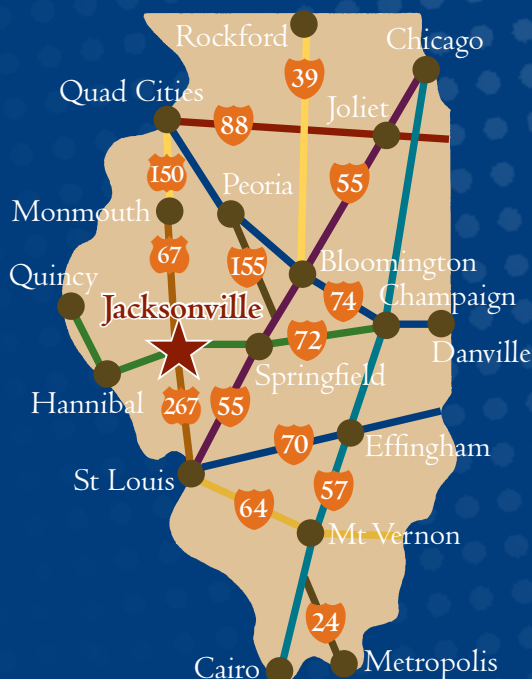 Rockford
Chicago
39
Quad Cities
88
Joliet
150
Peoria
55
Monmouth
67
155
Bloomington
Quincy
74
Champaign
Jacksonville
72
Danville
Springfield
Hannibal
267
55
70
Effingham
St Louis
57
64
Mt Vernon
24
Cairo
Metropolis